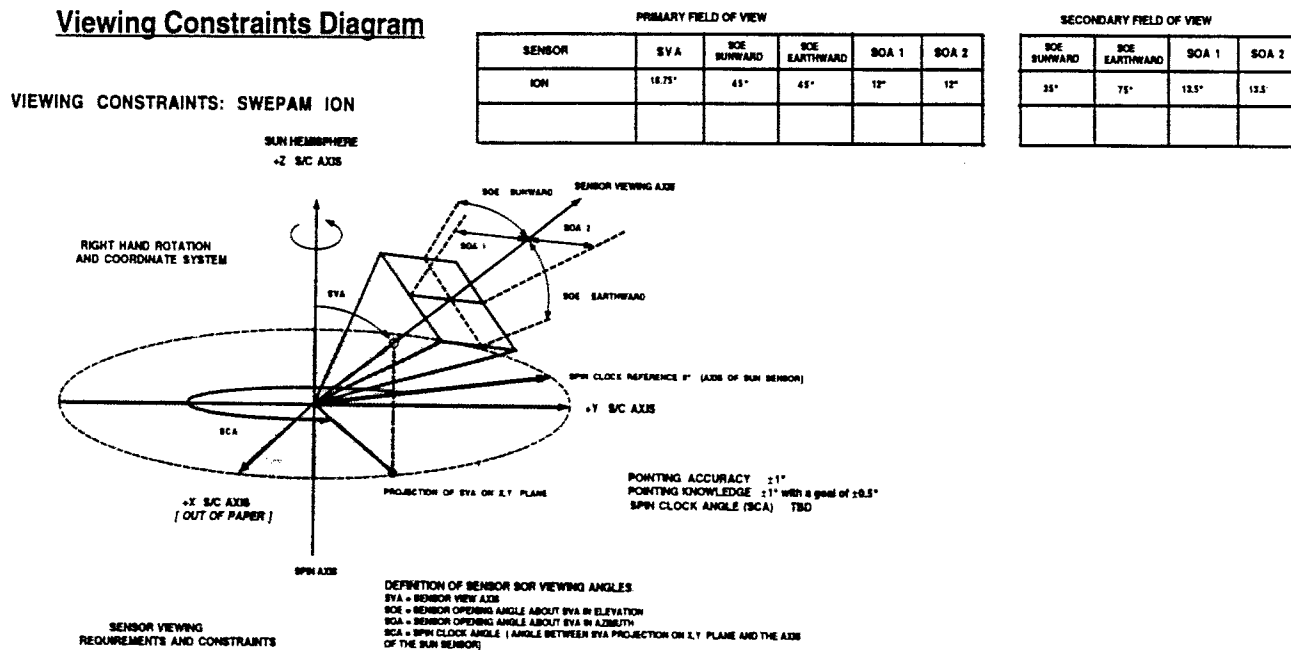 Viewing Constraints Diagram
PRIMARY FIELD OF VIEW
SENSOR SVA SOE SUNWARD SOE EARTHWARD SOA 1 SOA 2
ION 18.75° 45° 45° 12° 12°
SECONDARY FIELD OF VIEW
SOE SUNWARD SOE EARTHWARD SOA 1 SOA 2
35° 75° 13.5° 13.5
VIEWING CONSTRAINTS: SWEPAM ION
SUN HEMISPHERE
+Z S/C AXIS
RIGHT HAND ROTATION
AND COORDINATE SYSTEM
SOE SUNWARD
SENSOR VIEWING AXIS
SOA 1
SOA 2
SVA
SOE EARTHWARD
SPIN CLOCK REFERENCE 0° (AXIS OF SUN SENSOR)
+Y S/C AXIS
SCA
PROJECTION OF SVA ON X,Y PLANE
+X S/C AXIS
[ OUT OF PAPER ]
SPIN AXIS
POINTING ACCURACY ±1°
POINTING KNOWLEDGE ±1° with a goal of ±0.5°
SPIN CLOCK ANGLE (SCA) TBD
DEFINITION OF SENSOR SOR VIEWING ANGLES
SVA = SENSOR VIEW AXIS
SOE = SENSOR OPENING ANGLE ABOUT SVA IN ELEVATION
SOA = SENSOR OPENING ANGLE ABOUT SVA IN AZIMUTH
SCA = SPIN CLOCK ANGLE ( ANGLE BETWEEN SVA PROJECTION ON X,Y PLANE AND THE AXIS
OF THE SUN SENSOR)
SENSOR VIEWING
REQUIREMENTS AND CONSTRAINTS